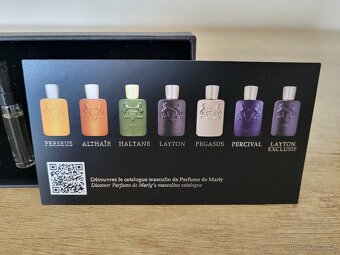 PERSEUS ALTHAÏR HALTANE LAYTON PEGASUS PERCIVAL LAYTON
EXCLUSIF
Découvrez le catalogue masculin de Parfums de Marly
Discover Parfums de Marly's masculine catalogue